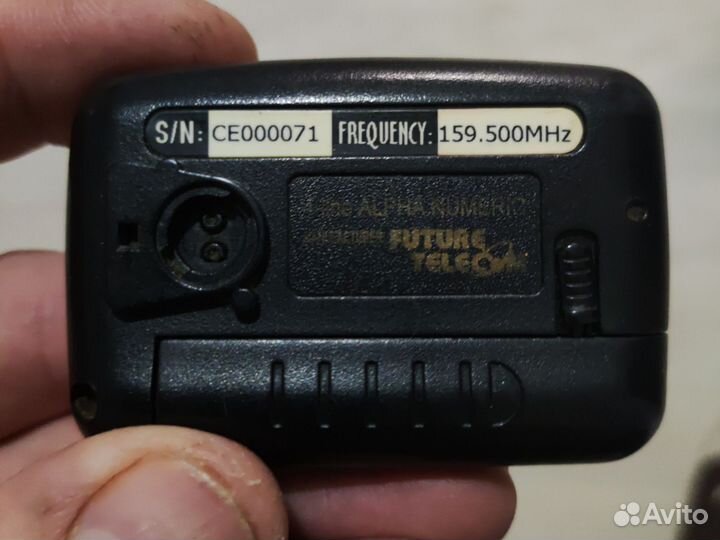 S/N: CE000071 FREQUENCY: 159.500MHz
ALPHA NUMERIC
FUTURE
TELECOM
Avito